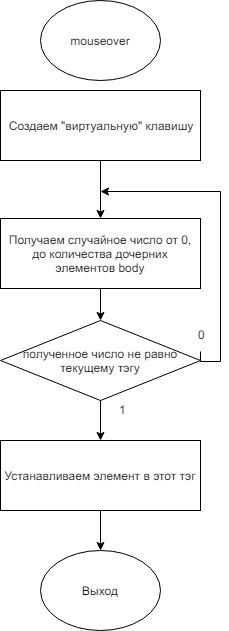 mouseover
Создаем "виртуальную" клавишу
Получаем случайное число от 0,
до количества дочерних
элементов body
0
полученное число не равно
текущему тэгу
1
Устанавливаем элемент в этот тэг
Выход